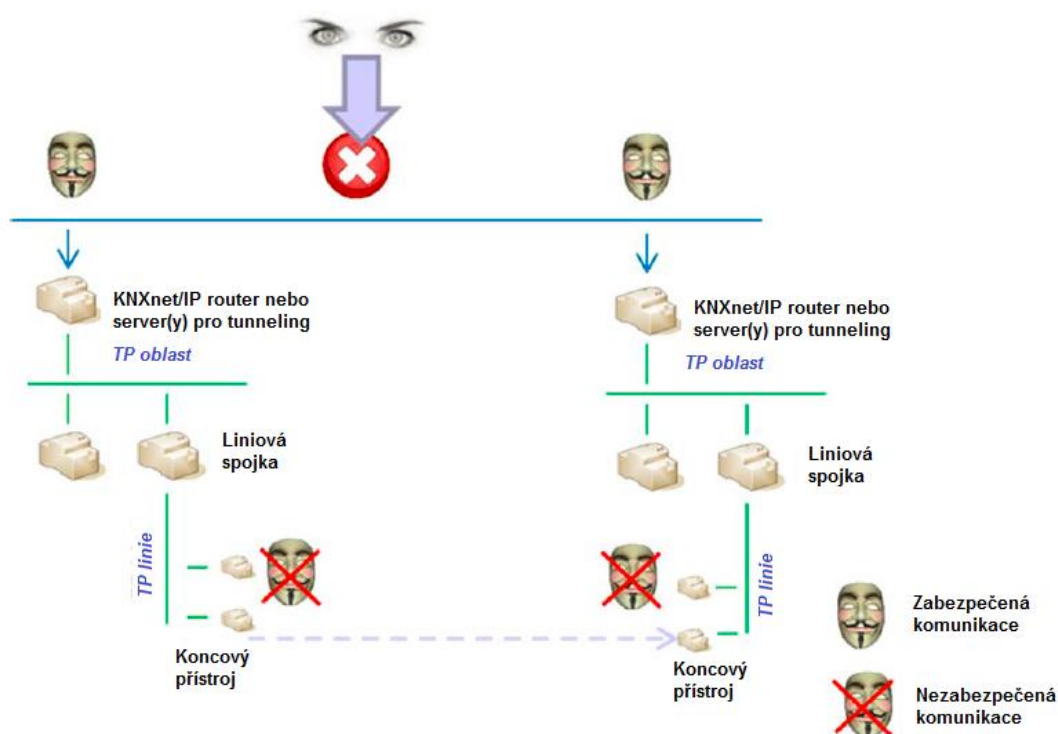 KNXnet/IP router nebo
server(y) pro tunneling
TP oblast
KNXnet/IP router nebo
server(y) pro tunneling
TP oblast
Liniová
spojka
Liniová
spojka
TP linie
TP linie
Koncový
přístroj
Koncový
přístroj
Zabezpečená
komunikace
Nezabezpečená
komunikace